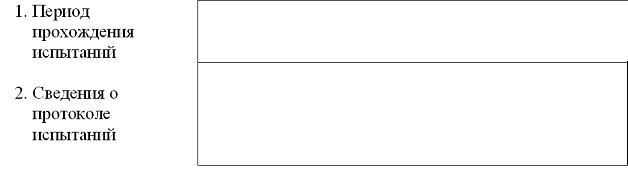 1. Период
прохождения
испытаний
2. Сведения о
протоколе
испытаний